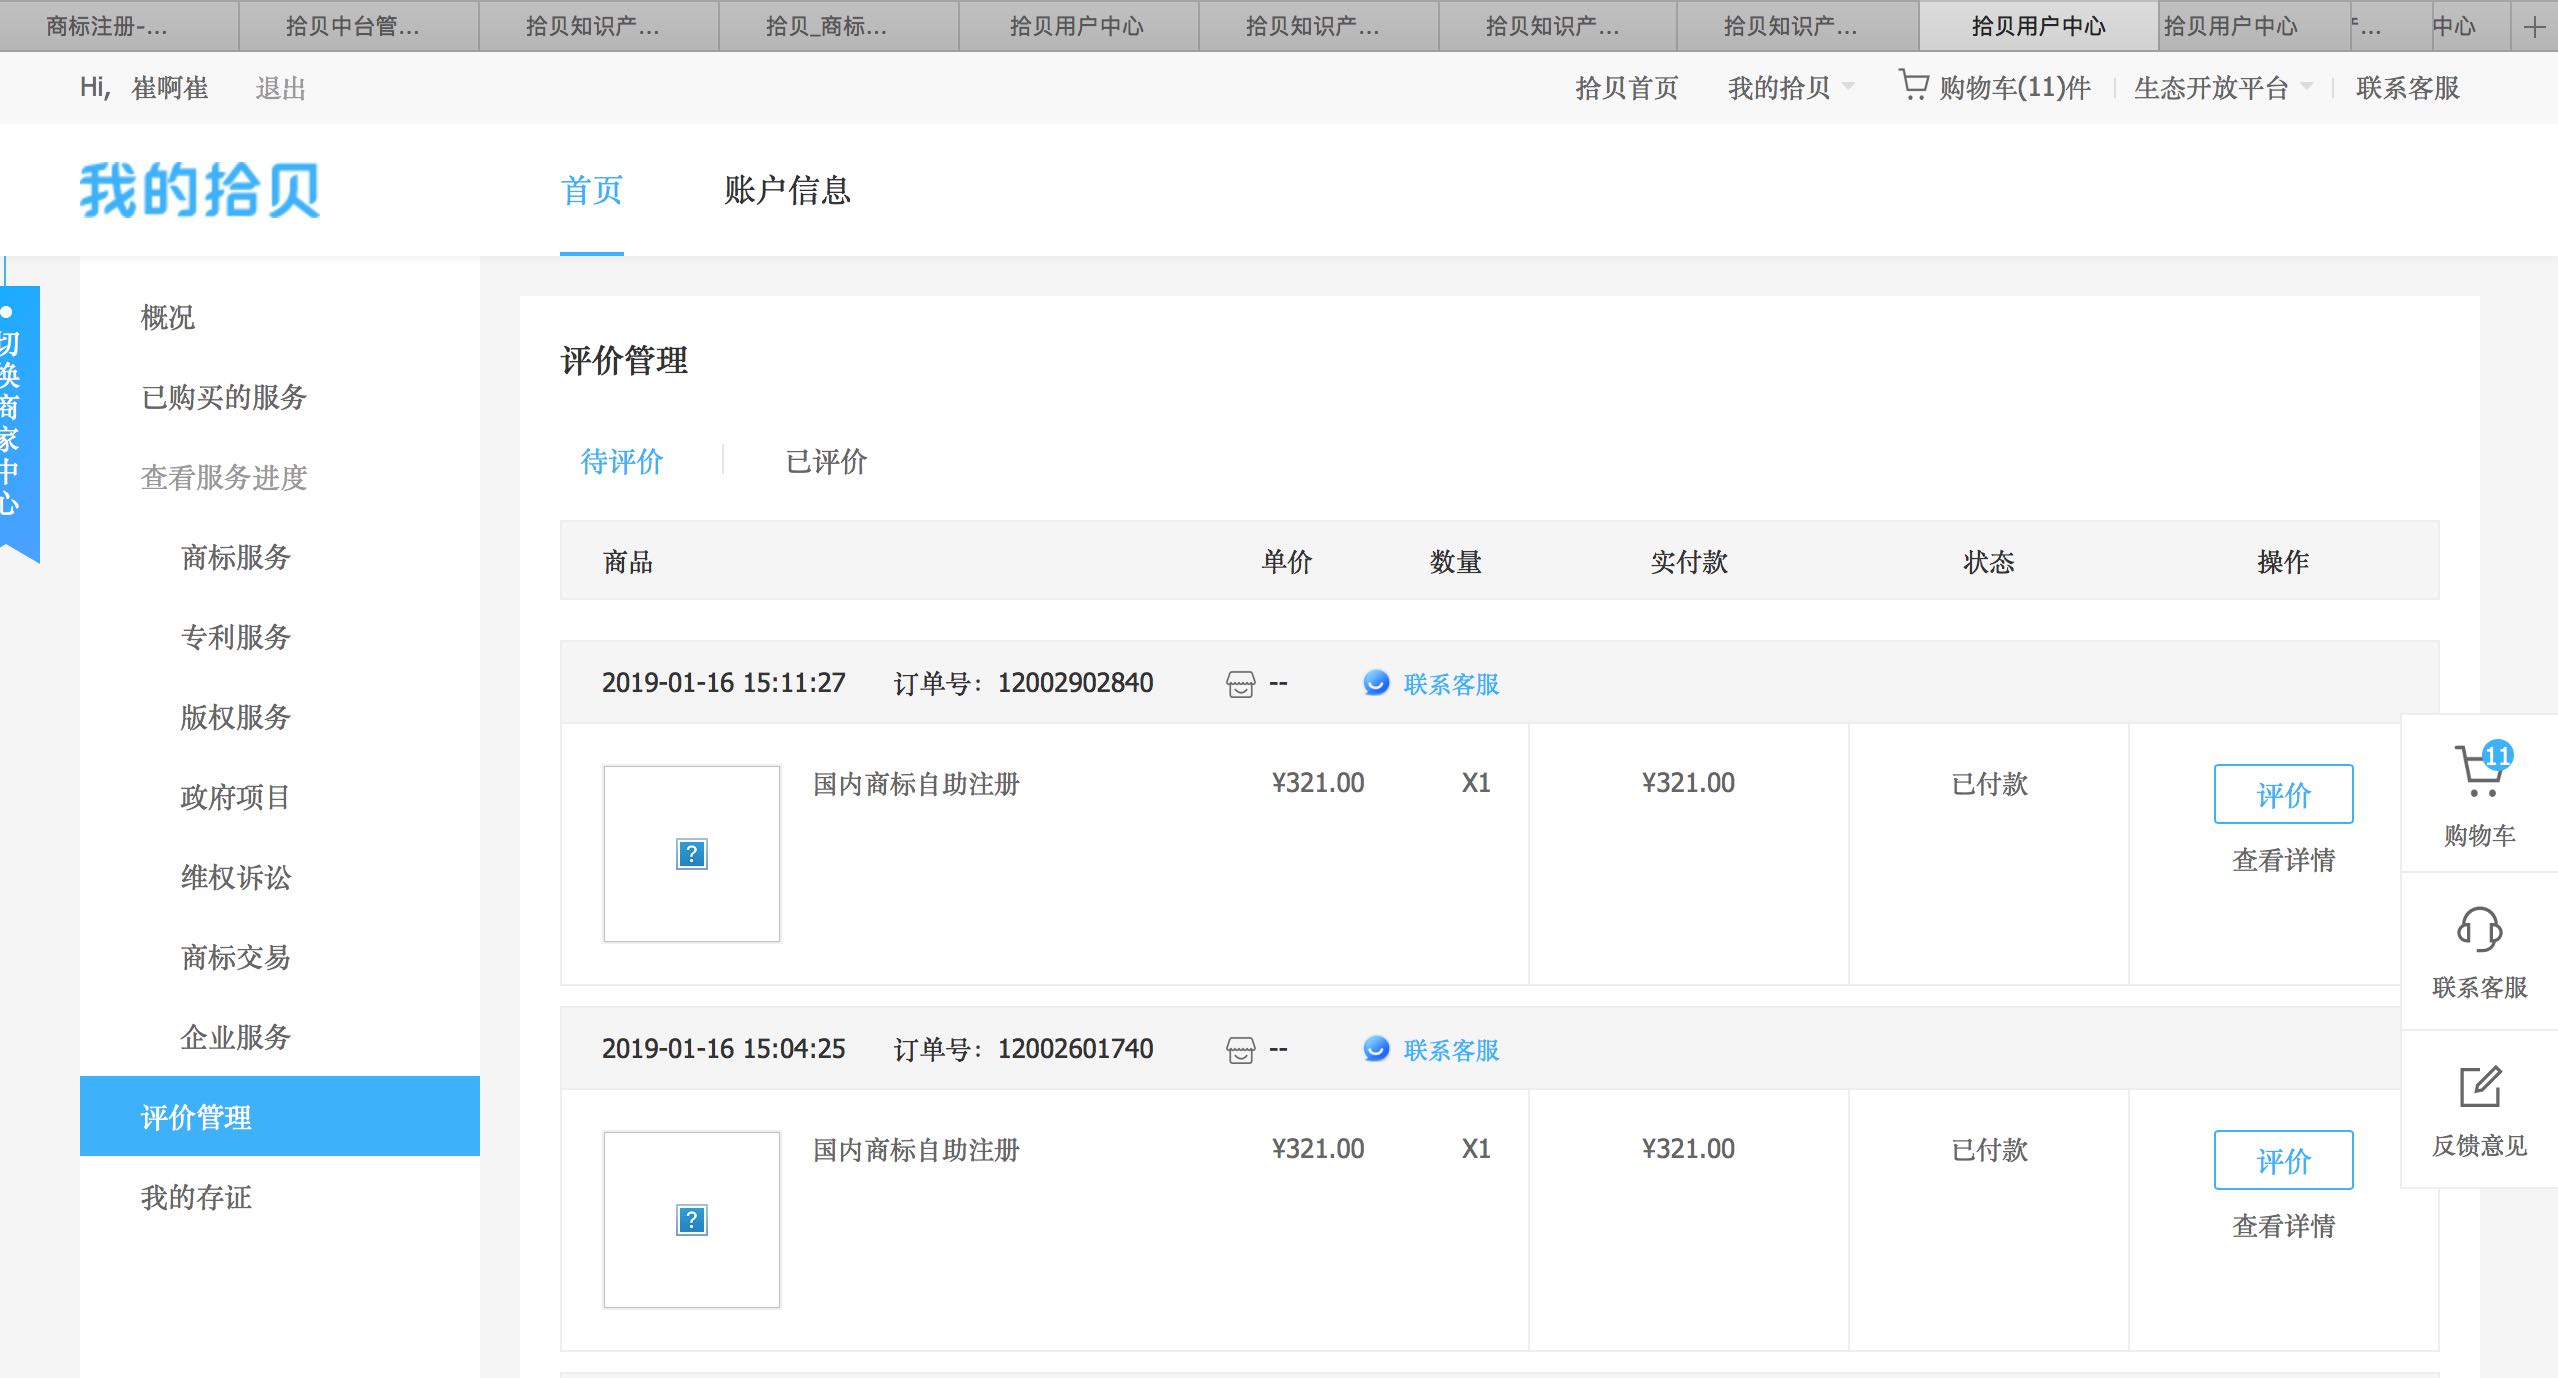 商标注册-...
拾贝中台管...
拾贝知识产...
拾贝_商标...
拾贝用户中心
拾贝知识产...
拾贝知识产...
拾贝知识产...
拾贝用户中心
拾贝用户中心
中心
Hi, 崔啊崔 退出
拾贝首页 我的拾贝 购物车(11)件 生态开放平台 联系客服
我的拾贝 首页 账户信息
切换商家中心
概况
已购买的服务
查看服务进度
商标服务
专利服务
版权服务
政府项目
维权诉讼
商标交易
企业服务
评价管理
我的存证
评价管理
待评价 已评价
商品 单价 数量 实付款 状态 操作
2019-01-16 15:11:27 订单号：12002902840 -- 联系客服
国内商标自助注册 ¥321.00 X1 ¥321.00 已付款 评价
查看详情
2019-01-16 15:04:25 订单号：12002601740 -- 联系客服
国内商标自助注册 ¥321.00 X1 ¥321.00 已付款 评价
查看详情
11
购物车
联系客服
反馈意见